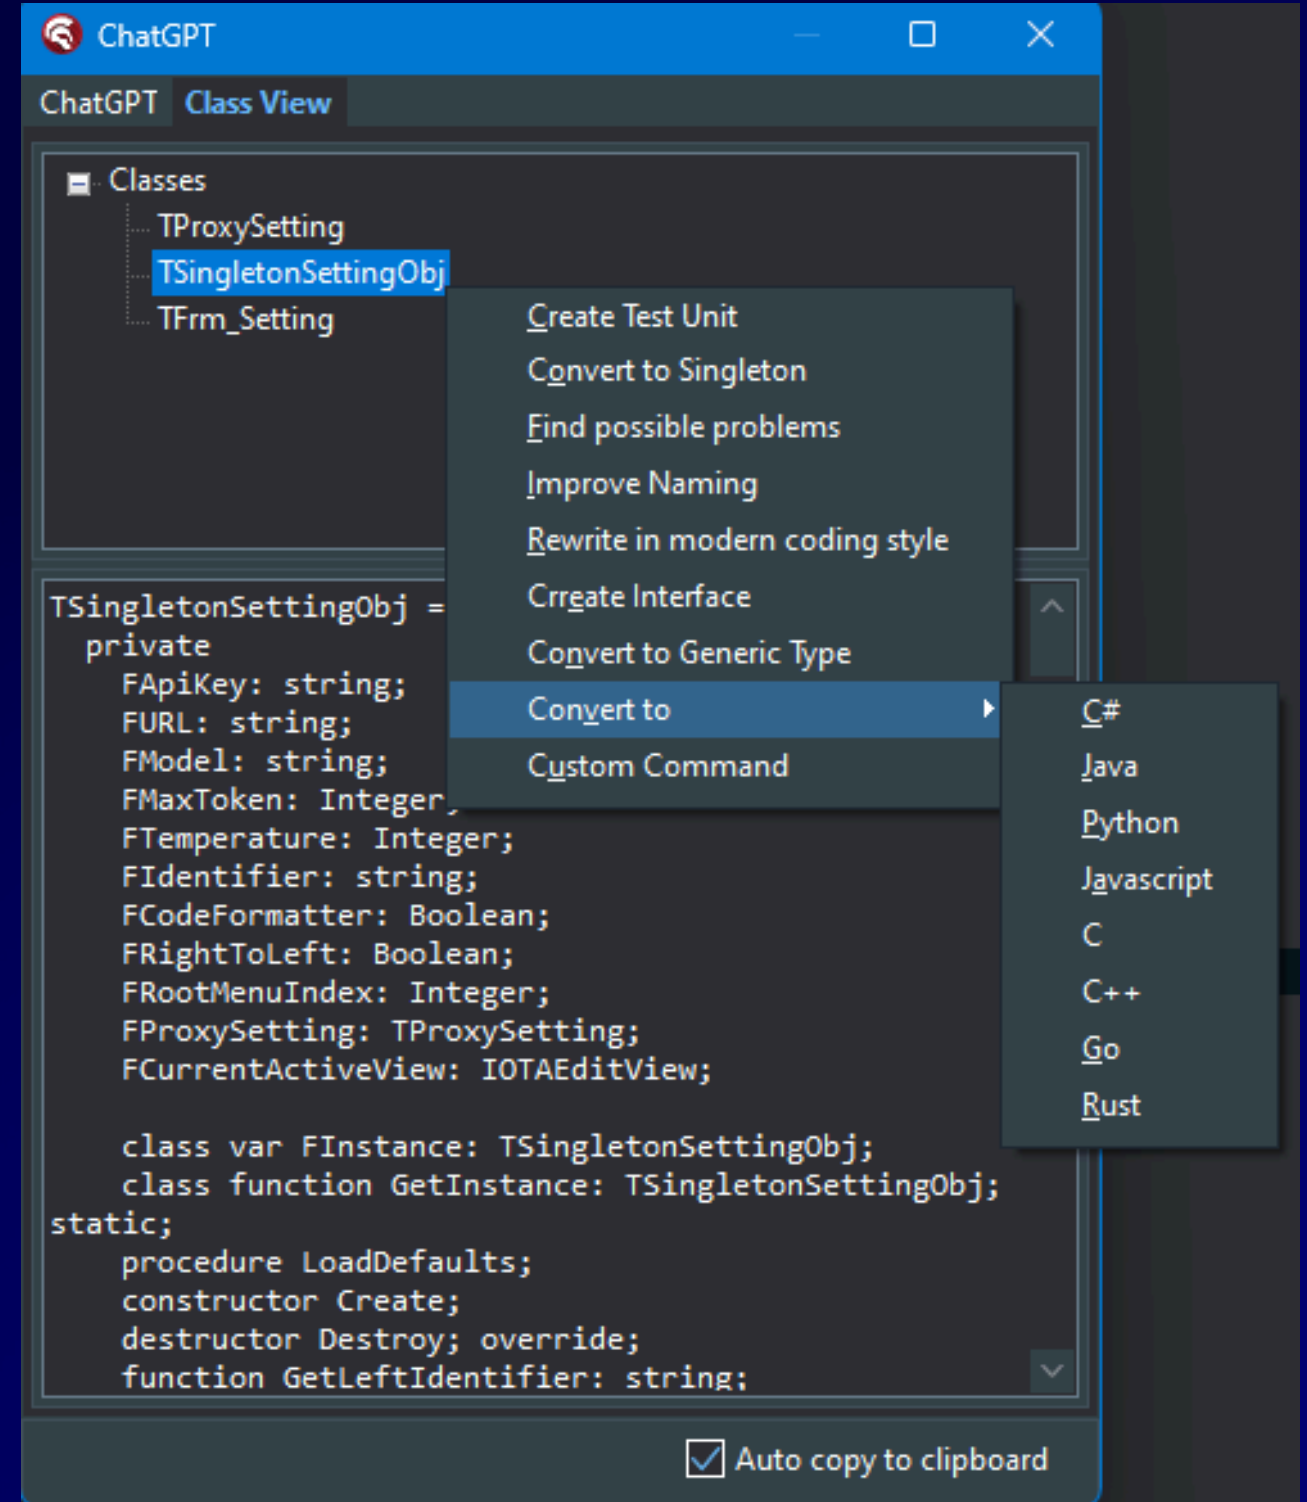 ChatGPT
ChatGPT Class View
Classes
TProxySetting
TSingletonSettingObj
TFrm_Setting
Create Test Unit
Convert to Singleton
Find possible problems
Improve Naming
Rewrite in modern coding style
Crreate Interface
Convert to Generic Type
Convert to
Custom Command
C#
Java
Python
Javascript
C
C++
Go
Rust
TSingletonSettingObj =
private
FApiKey: string;
FURL: string;
FModel: string;
FMaxToken: Integer;
FTemperature: Integer;
FIdentifier: string;
FCodeFormatter: Boolean;
FRightToLeft: Boolean;
FRootMenuIndex: Integer;
FProxySetting: TProxySetting;
FCurrentActiveView: IOTAEditView;
class var FInstance: TSingletonSettingObj;
class function GetInstance: TSingletonSettingObj;
static;
procedure LoadDefaults;
constructor Create;
destructor Destroy; override;
function GetLeftIdentifier: string;
Auto copy to clipboard